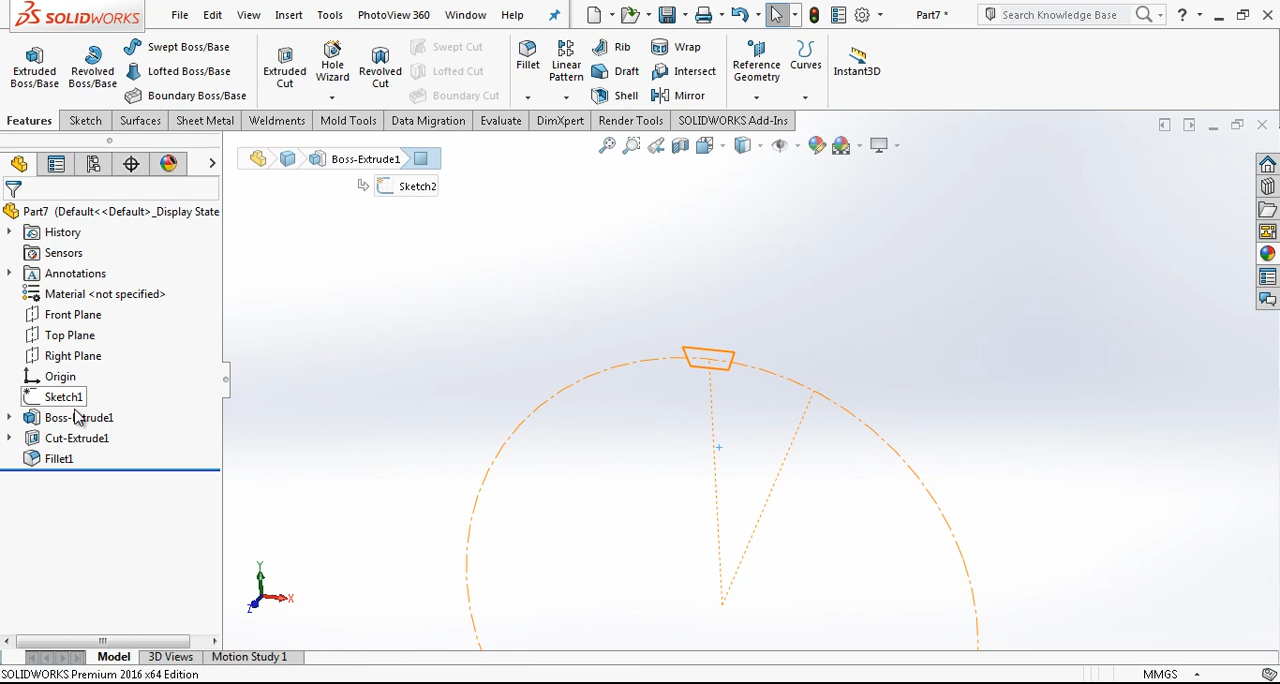 SOLIDWORKS File Edit View Insert Tools PhotoView 360 Window Help Part7 * Search Knowledge Base ?
Extruded Boss/Base
Revolved Boss/Base
Swept Boss/Base
Lofted Boss/Base
Boundary Boss/Base
Extruded Cut
Hole Wizard
Revolved Cut
Swept Cut
Lofted Cut
Boundary Cut
Fillet
Linear Pattern
Rib
Draft
Shell
Wrap
Intersect
Mirror
Reference Geometry
Curves
Instant3D
Features Sketch Surfaces Sheet Metal Weldments Mold Tools Data Migration Evaluate DimXpert Render Tools SOLIDWORKS Add-Ins
Boss-Extrude1
Sketch2
Part7 (Default<<Default>_Display State
History
Sensors
Annotations
Material <not specified>
Front Plane
Top Plane
Right Plane
Origin
Sketch1
Boss-Extrude1
Cut-Extrude1
Fillet1
Y
X
Z
Model 3D Views Motion Study 1
SOLIDWORKS Premium 2016 x64 Edition MMGS